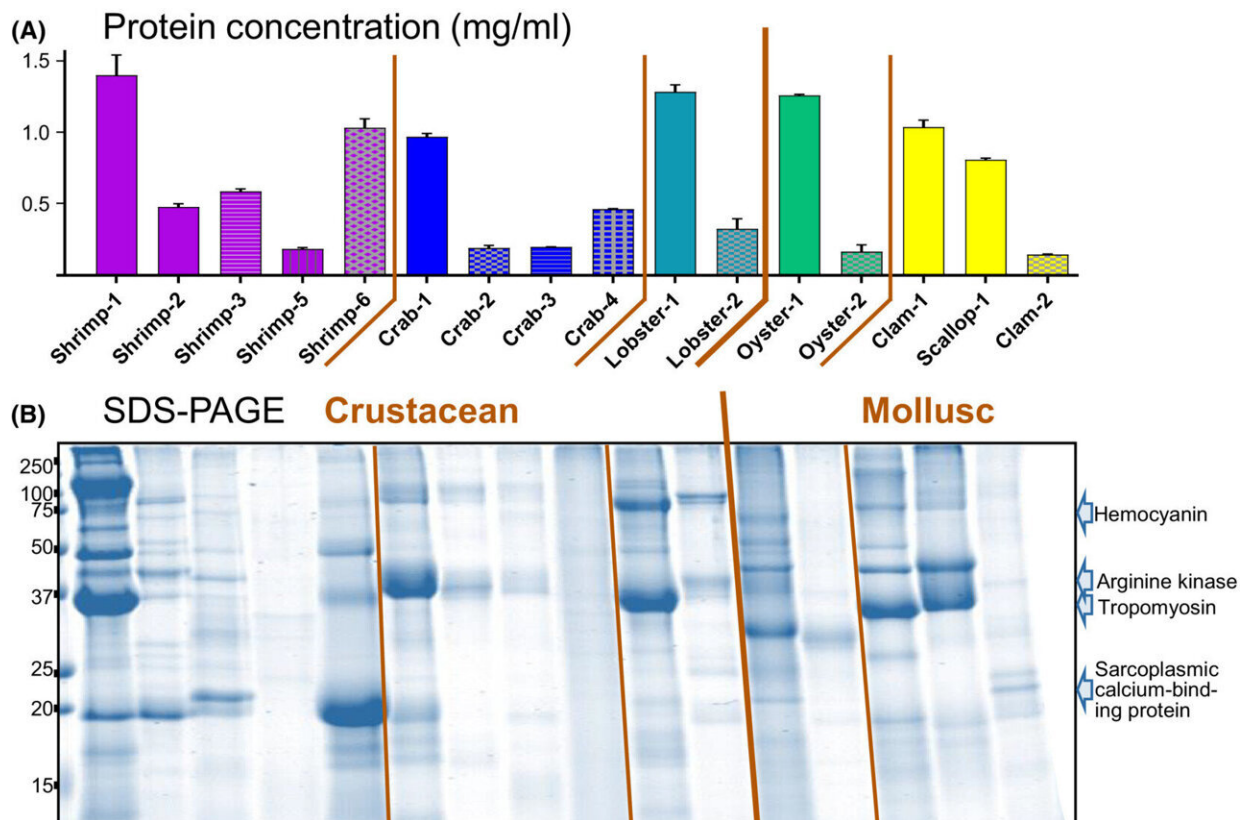 (A) Protein concentration (mg/ml)
1.5
1.0
0.5
Shrimp-1 Shrimp-2 Shrimp-3 Shrimp-5 Shrimp-6 Crab-1 Crab-2 Crab-3 Crab-4 Lobster-1 Lobster-2 Oyster-1 Oyster-2 Clam-1 Scallop-1 Clam-2
(B) SDS-PAGE Crustacean Mollusc
250
100
75
50
37
25
20
15
Hemocyanin
Arginine kinase
Tropomyosin
Sarcoplasmic
calcium-bind-
ing protein